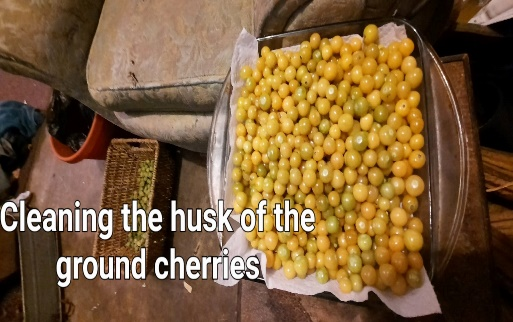 Cleaning the husk of the
ground cherries